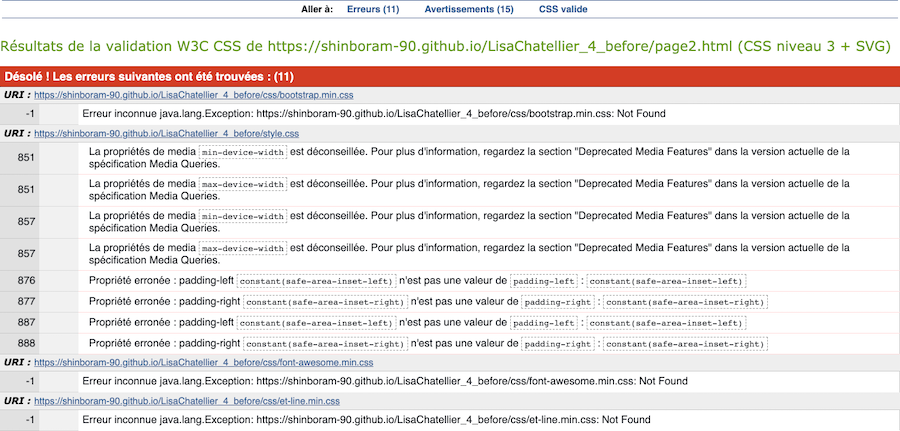 Aller à: Erreurs (11) Avertissements (15) CSS valide
Résultats de la validation W3C CSS de https://shinboram-90.github.io/LisaChatellier_4_before/page2.html (CSS niveau 3 + SVG)
Désolé ! Les erreurs suivantes ont été trouvées : (11)
URI : https://shinboram-90.github.io/LisaChatellier_4_before/css/bootstrap.min.css
-1 Erreur inconnue java.lang.Exception: https://shinboram-90.github.io/LisaChatellier_4_before/css/bootstrap.min.css: Not Found
URI : https://shinboram-90.github.io/LisaChatellier_4_before/style.css
851 La propriétés de media min-device-width est déconseillée. Pour plus d'information, regardez la section "Deprecated Media Features" dans la version actuelle de la
spécification Media Queries.
851 La propriétés de media max-device-width est déconseillée. Pour plus d'information, regardez la section "Deprecated Media Features" dans la version actuelle de la
spécification Media Queries.
857 La propriétés de media min-device-width est déconseillée. Pour plus d'information, regardez la section "Deprecated Media Features" dans la version actuelle de la
spécification Media Queries.
857 La propriétés de media max-device-width est déconseillée. Pour plus d'information, regardez la section "Deprecated Media Features" dans la version actuelle de la
spécification Media Queries.
876 Propriété erronée : padding-left constant(safe-area-inset-left) n'est pas une valeur de padding-left : constant(safe-area-inset-left)
877 Propriété erronée : padding-right constant(safe-area-inset-right) n'est pas une valeur de padding-right : constant(safe-area-inset-right)
887 Propriété erronée : padding-left constant(safe-area-inset-left) n'est pas une valeur de padding-left : constant(safe-area-inset-left)
888 Propriété erronée : padding-right constant(safe-area-inset-right) n'est pas une valeur de padding-right : constant(safe-area-inset-right)
URI : https://shinboram-90.github.io/LisaChatellier_4_before/css/font-awesome.min.css
-1 Erreur inconnue java.lang.Exception: https://shinboram-90.github.io/LisaChatellier_4_before/css/font-awesome.min.css: Not Found
URI : https://shinboram-90.github.io/LisaChatellier_4_before/css/et-line.min.css
-1 Erreur inconnue java.lang.Exception: https://shinboram-90.github.io/LisaChatellier_4_before/css/et-line.min.css: Not Found